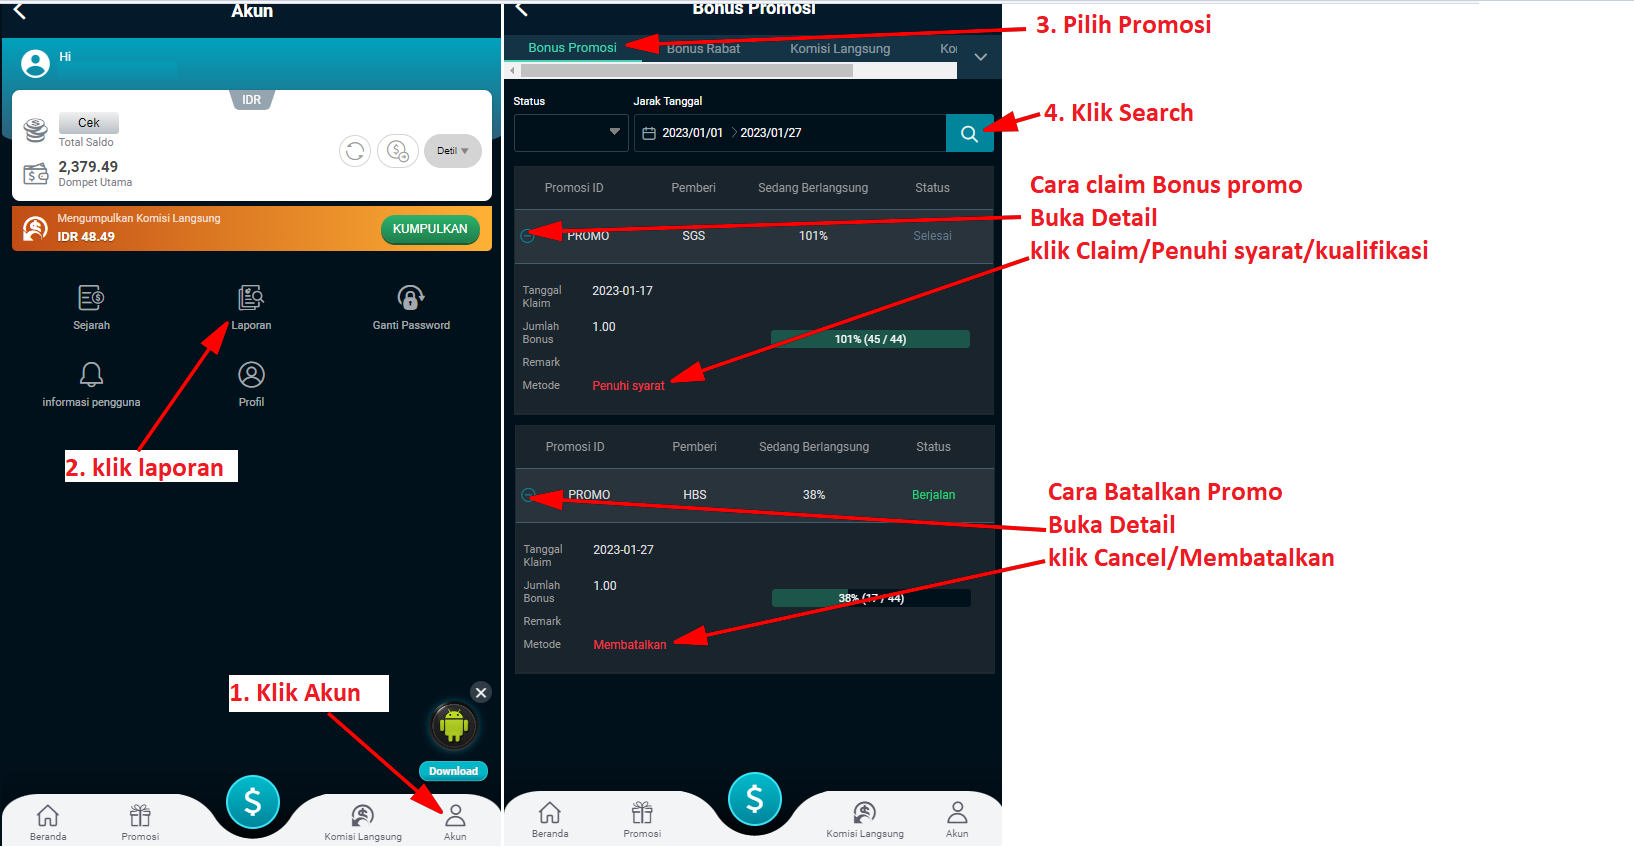 Akun
Hi
IDR
Cek
Total Saldo
2,379.49
Dompet Utama
Detil
Mengumpulkan Komisi Langsung
IDR 48.49
KUMPULKAN
Sejarah
Laporan
Ganti Password
informasi pengguna
Profil
2. klik laporan
1. Klik Akun
Download
Beranda
Promosi
$
Komisi Langsung
Akun
Bonus Promosi
Bonus Promosi
Bonus Rabat
Komisi Langsung
Ko
Status
Jarak Tanggal
2023/01/01
2023/01/27
Promosi ID Pemberi Sedang Berlangsung Status
PROMO SGS 101% Selesai
Tanggal Klaim 2023-01-17
Jumlah Bonus 1.00
101% (45 / 44)
Remark
Metode Penuhi syarat
Promosi ID Pemberi Sedang Berlangsung Status
PROMO HBS 38% Berjalan
Tanggal Klaim 2023-01-27
Jumlah Bonus 1.00
38% (17 / 44)
Remark
Metode Membatalkan
Beranda
Promosi
$
Komisi Langsung
Akun
3. Pilih Promosi
4. Klik Search
Cara claim Bonus promo
Buka Detail
klik Claim/Penuhi syarat/kualifikasi
Cara Batalkan Promo
Buka Detail
klik Cancel/Membatalkan